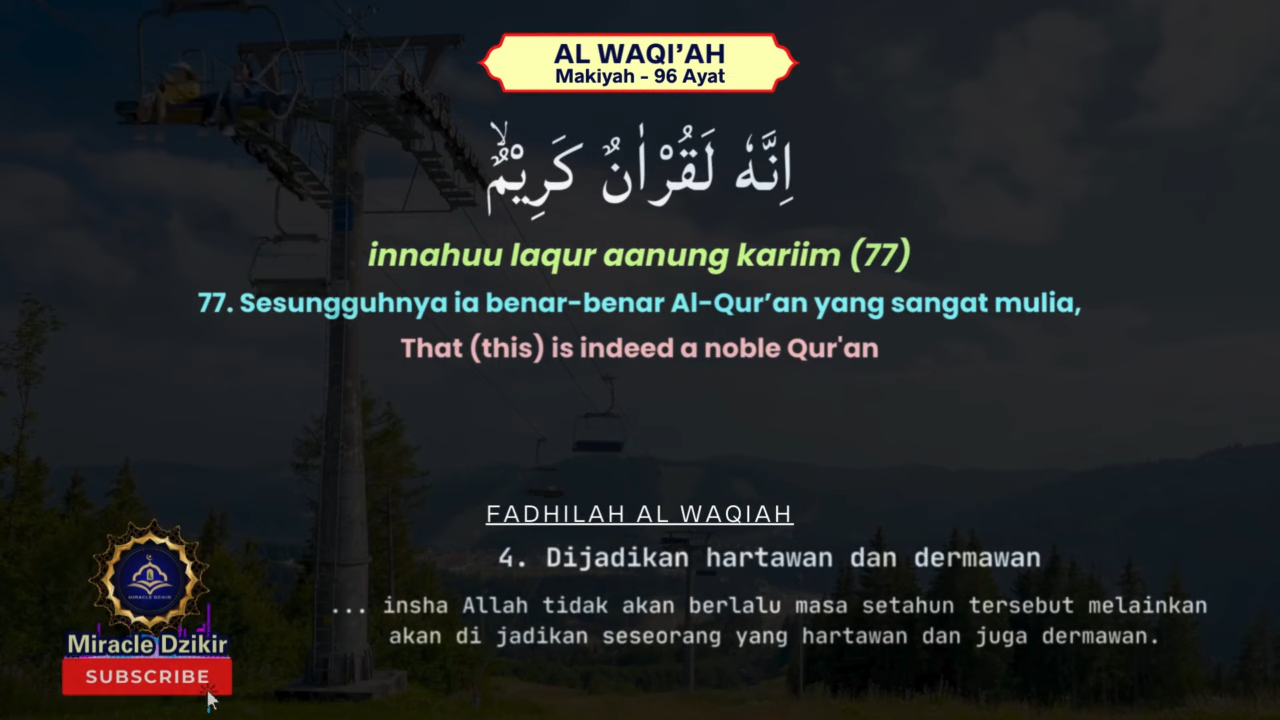 AL WAQI’AH
Makiyah - 96 Ayat
اِنَّهٗ لَقُرْاٰنٌ كَرِيْمٌۙ
innahuu laqur aanung kariim (77)
77. Sesungguhnya ia benar-benar Al-Qur’an yang sangat mulia,
That (this) is indeed a noble Qur'an
FADHILAH AL WAQIAH
4. Dijadikan hartawan dan dermawan
... insha Allah tidak akan berlalu masa setahun tersebut melainkan
akan di jadikan seseorang yang hartawan dan juga dermawan.
MIRACLE DZIKIR
Miracle Dzikir
SUBSCRIBE